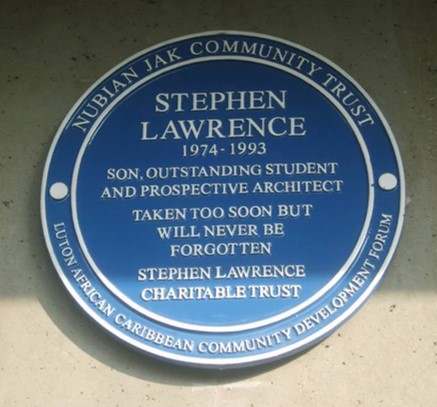 NUBIAN JAK COMMUNITY TRUST
STEPHEN
LAWRENCE
1974 - 1993
SON, OUTSTANDING STUDENT
AND PROSPECTIVE ARCHITECT
TAKEN TOO SOON BUT
WILL NEVER BE
FORGOTTEN
STEPHEN LAWRENCE
CHARITABLE TRUST
LUTON AFRICAN CARIBBEAN COMMUNITY DEVELOPMENT FORUM